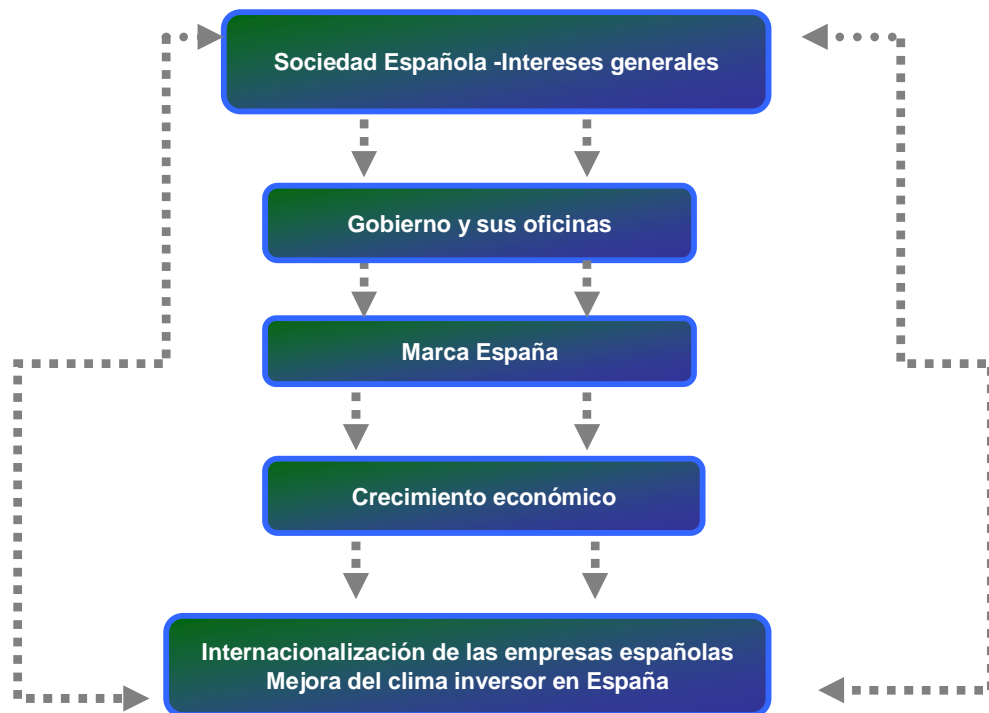 Sociedad Española -Intereses generales
Gobierno y sus oficinas
Marca España
Crecimiento económico
Internacionalización de las empresas españolas
Mejora del clima inversor en España